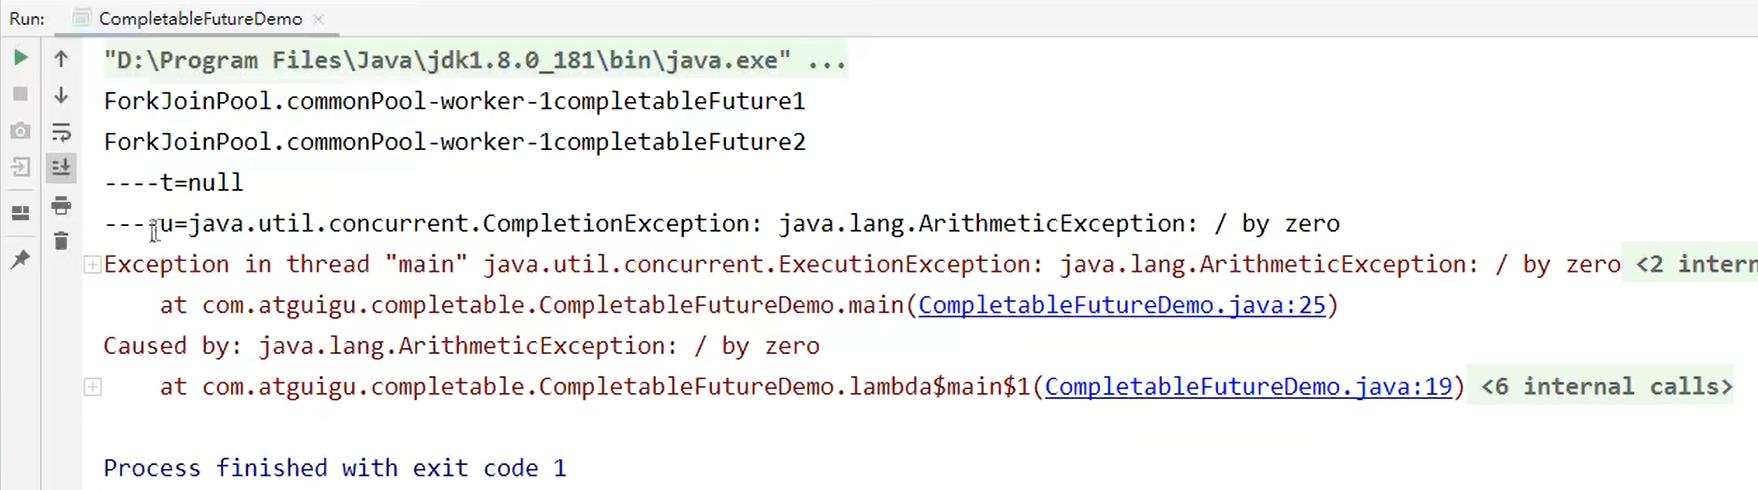 Run: CompletableFutureDemo
"D:\Program Files\Java\jdk1.8.0_181\bin\java.exe" ...
ForkJoinPool.commonPool-worker-1completableFuture1
ForkJoinPool.commonPool-worker-1completableFuture2
----t=null
----u=java.util.concurrent.CompletionException: java.lang.ArithmeticException: / by zero
Exception in thread "main" java.util.concurrent.ExecutionException: java.lang.ArithmeticException: / by zero <2 intern
at com.atguigu.completable.CompletableFutureDemo.main(CompletableFutureDemo.java:25)
Caused by: java.lang.ArithmeticException: / by zero
at com.atguigu.completable.CompletableFutureDemo.lambda$main$1(CompletableFutureDemo.java:19) <6 internal calls>
Process finished with exit code 1